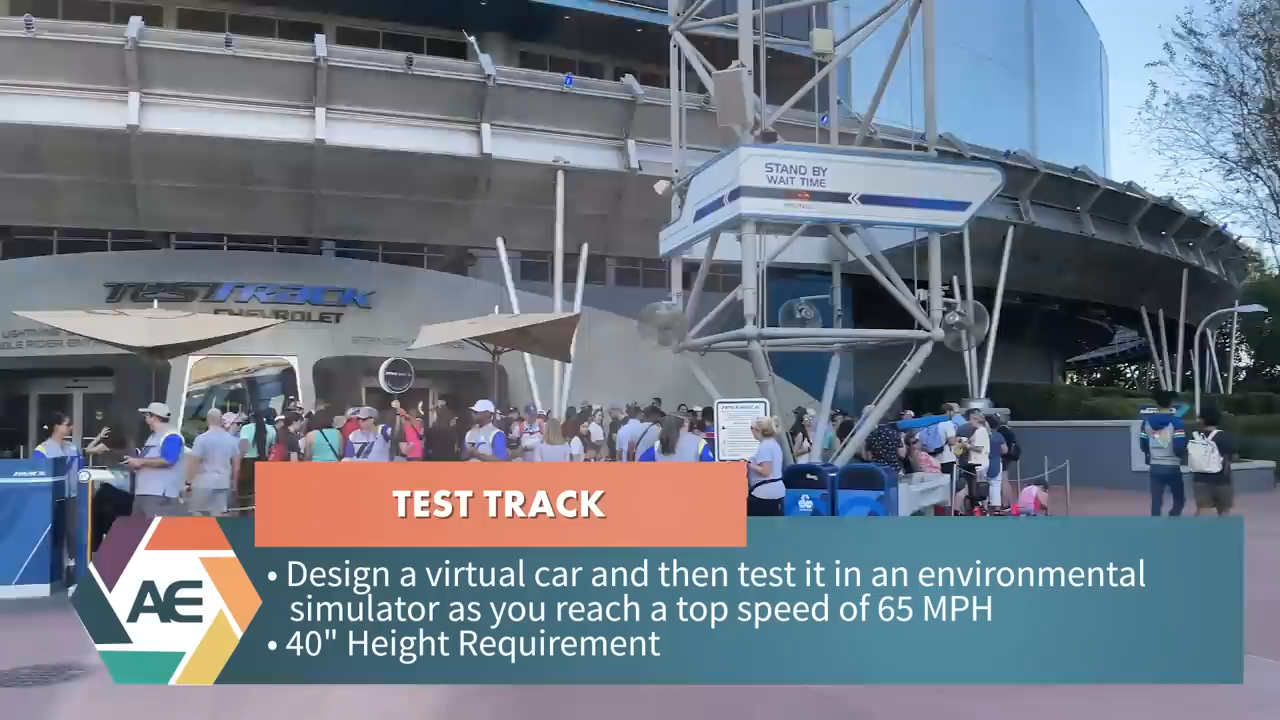 STAND BY
WAIT TIME
TEST TRACK
CHEVROLET
TEST TRACK
• Design a virtual car and then test it in an environmental
simulator as you reach a top speed of 65 MPH
• 40" Height Requirement
AE